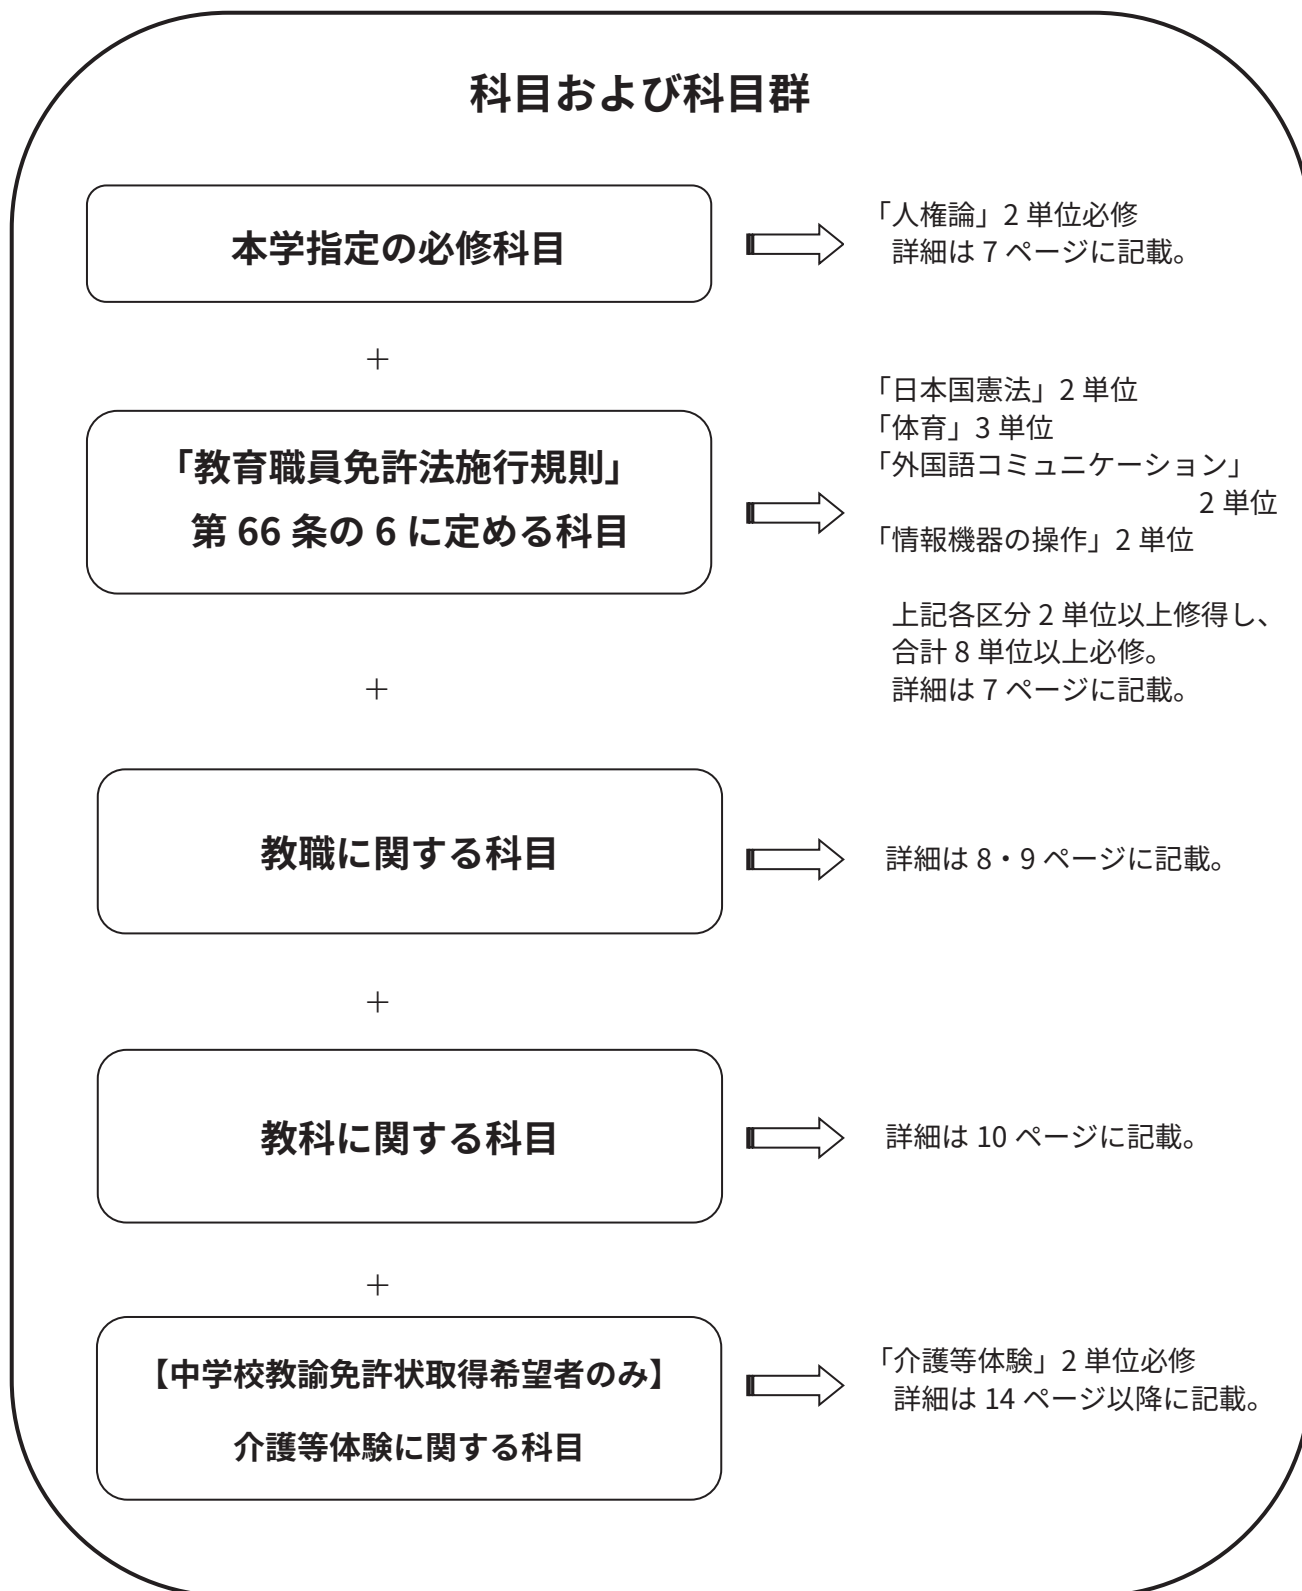 科目および科目群
本学指定の必修科目
「人権論」2 単位必修
詳細は 7 ページに記載。
+
「教育職員免許法施行規則」
第 66 条の 6 に定める科目
「日本国憲法」2 単位
「体育」3 単位
「外国語コミュニケーション」
2 単位
「情報機器の操作」2 単位
上記各区分 2 単位以上修得し、
合計 8 単位以上必修。
詳細は 7 ページに記載。
+
教職に関する科目
詳細は 8・9 ページに記載。
+
教科に関する科目
詳細は 10 ページに記載。
+
【中学校教諭免許状取得希望者のみ】
介護等体験に関する科目
「介護等体験」2 単位必修
詳細は 14 ページ以降に記載。